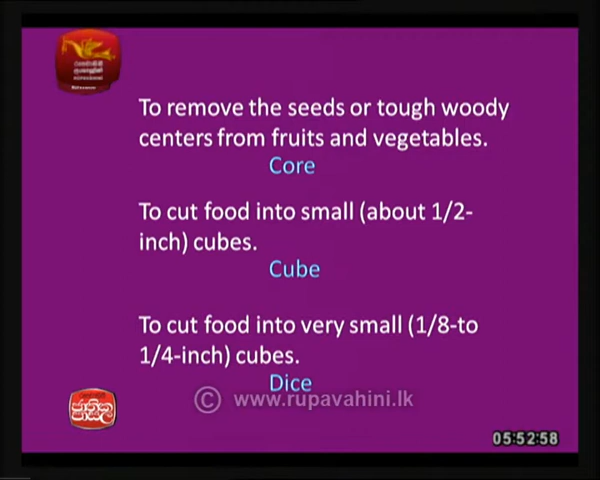 To remove the seeds or tough woody
centers from fruits and vegetables.
Core
To cut food into small (about 1/2-
inch) cubes.
Cube
To cut food into very small (1/8-to
1/4-inch) cubes.
Dice
© www.rupavahini.lk
05:52:58